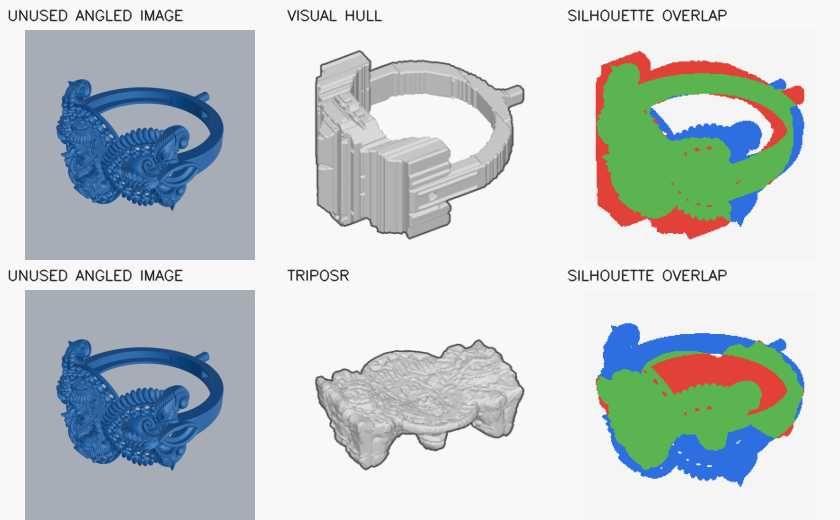 UNUSED ANGLED IMAGE
VISUAL HULL
SILHOUETTE OVERLAP
UNUSED ANGLED IMAGE
TRIPOSR
SILHOUETTE OVERLAP